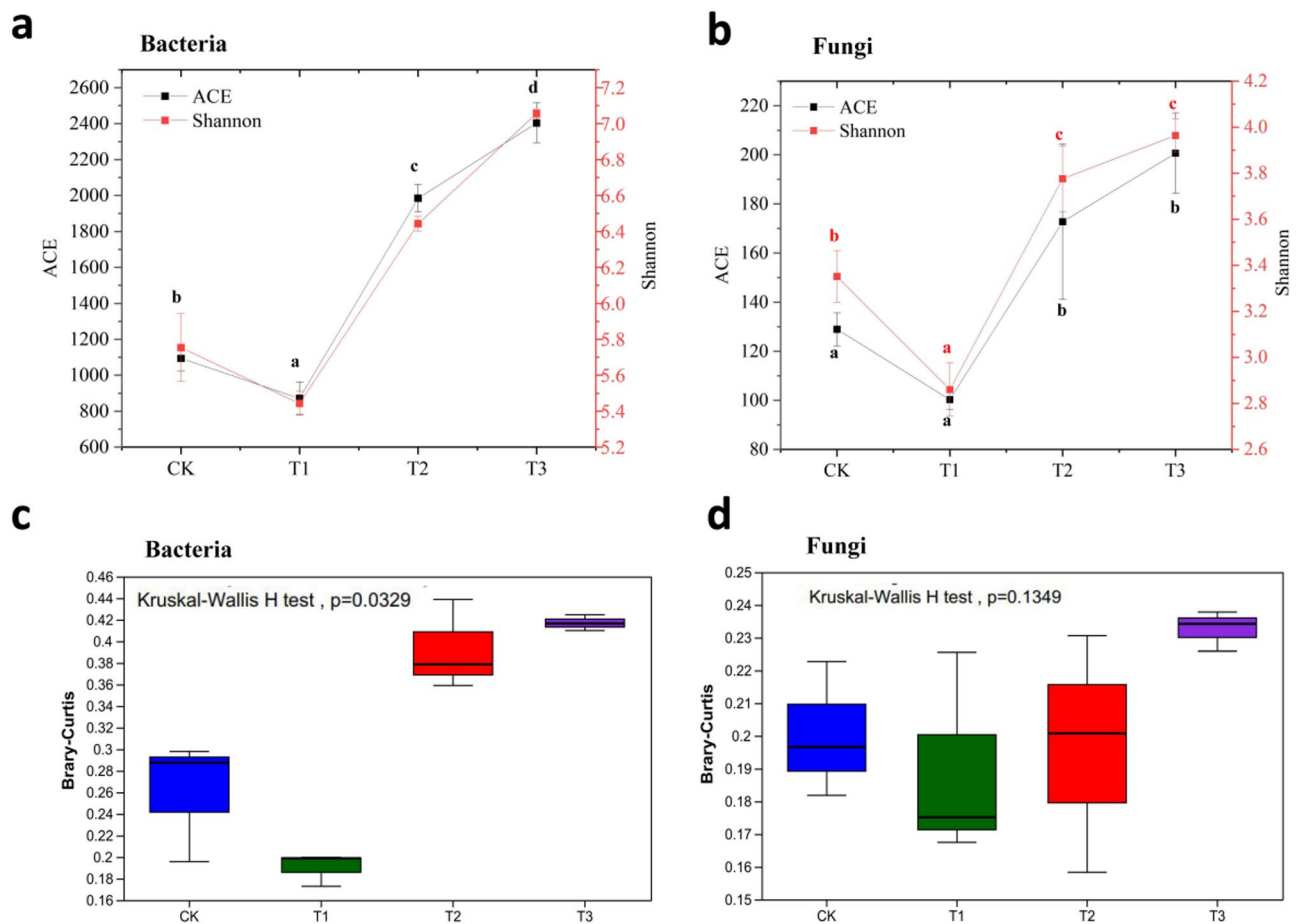 a
Bacteria
ACE
Shannon
2600
2400
2200
2000
1800
1600
1400
1200
1000
800
600
ACE
7.2
7.0
6.8
6.6
6.4
6.2
6.0
5.8
5.6
5.4
5.2
Shannon
b
a
c
d
CK T1 T2 T3
b
Fungi
ACE
Shannon
220
200
180
160
140
120
100
80
ACE
4.2
4.0
3.8
3.6
3.4
3.2
3.0
2.8
2.6
Shannon
b
a
a
a
c
b
c
b
CK T1 T2 T3
c
Bacteria
Kruskal-Wallis H test , p=0.0329
0.46
0.44
0.42
0.4
0.38
0.36
0.34
0.32
0.3
0.28
0.26
0.24
0.22
0.2
0.18
0.16
Brary-Curtis
CK T1 T2 T3
d
Fungi
Kruskal-Wallis H test , p=0.1349
0.25
0.24
0.23
0.22
0.21
0.2
0.19
0.18
0.17
0.16
0.15
Brary-Curtis
CK T1 T2 T3